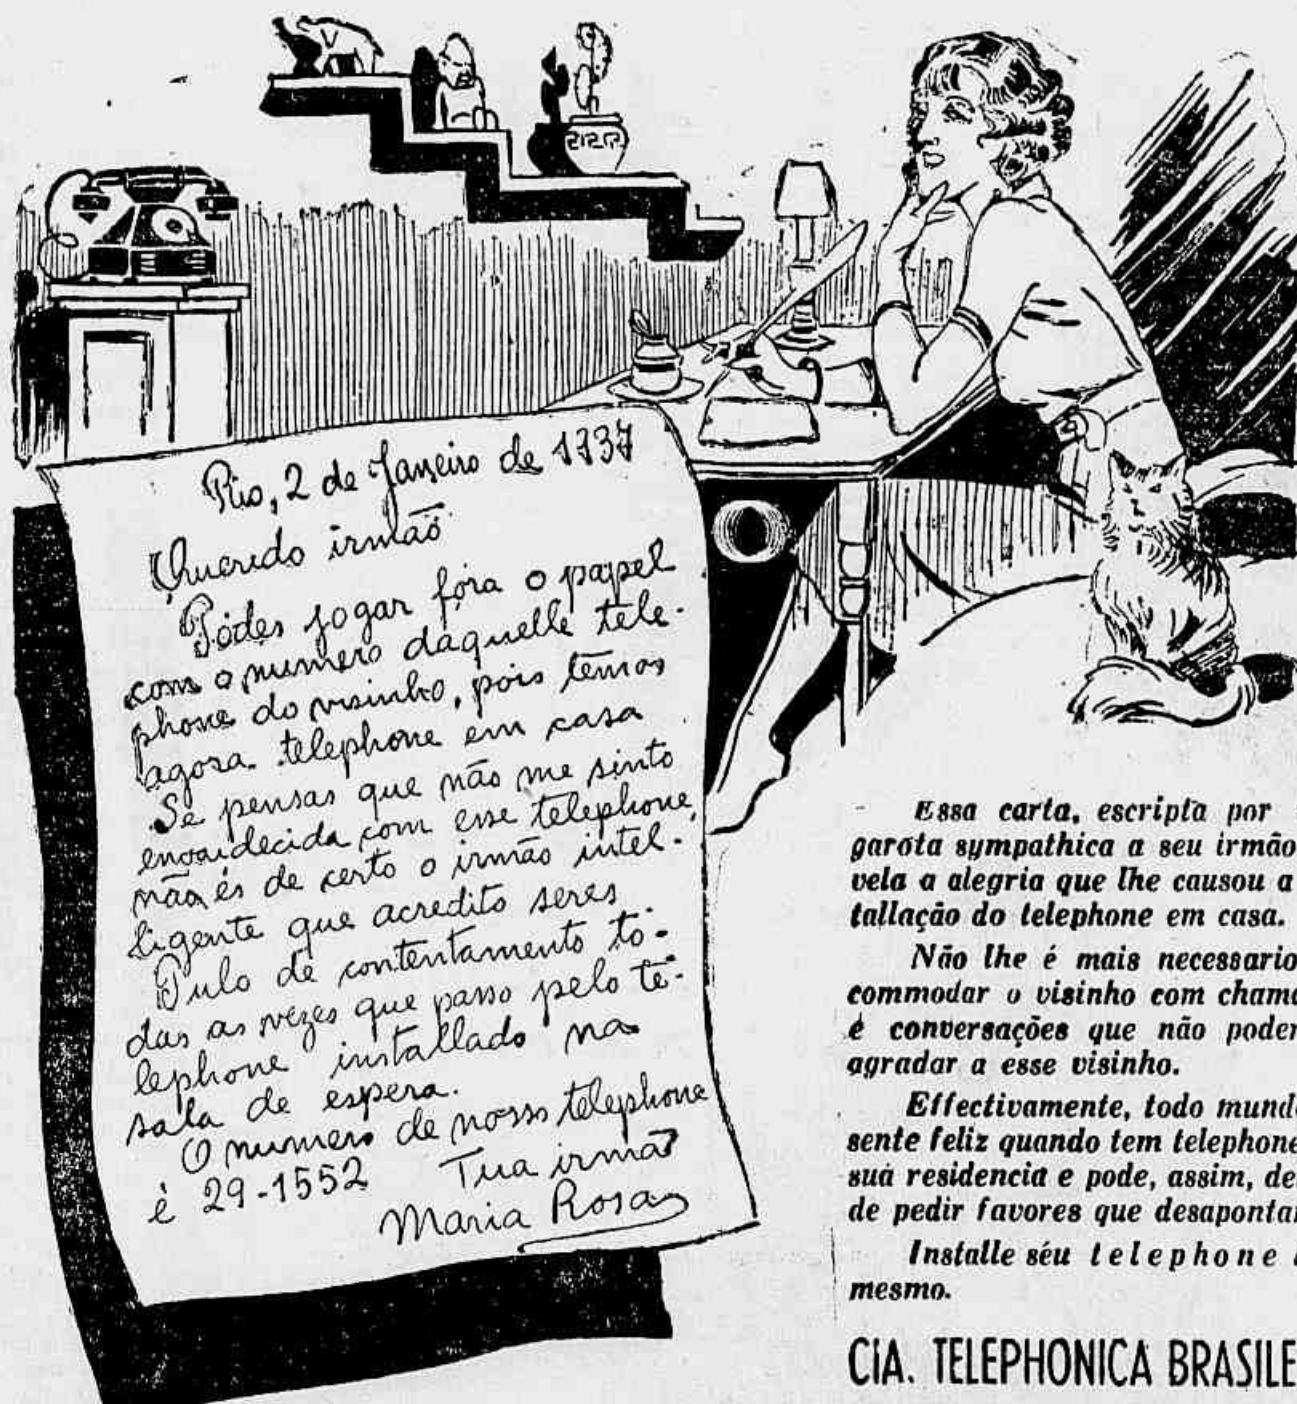 Rio, 2 de Janeiro de 1937
Querido irmão
Pódes jogar fóra o papel
com o numero daquelle tele-
phone do visinho, pois temos
agora telephone em casa
Se pensas que não me sinto
envaidecida com esse telephone,
não és de certo o irmão intel-
ligente que acredito seres.
Pulo de contentamento to-
das as vezes que passo pelo te-
lephone installado na
sala de espera.
O numero de nosso telephone
é 29-1552
Tua irmã
Maria Rosa
Essa carta, escripta por
garota sympathica a seu irmão
vela a alegria que lhe causou a
tallação do telephone em casa.
Não lhe é mais necessario
commodar o visinho com chama
é conversações que não poder
agradar a esse visinho.
Effectivamente, todo mundo
sente feliz quando tem telephone
sua residencia e pode, assim, de
de pedir favores que desapontar
Installe séu telephone
mesmo.
CIA. TELEPHONICA BRASILE